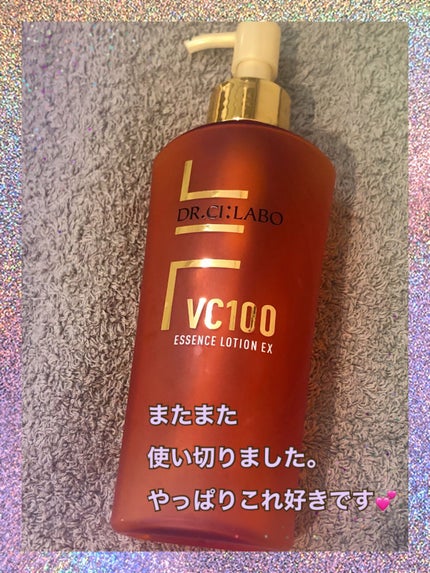 DR.CI:LABO
VC100
ESSENCE LOTION EX
またまた
使い切りました。
やっぱりこれ好きです💕